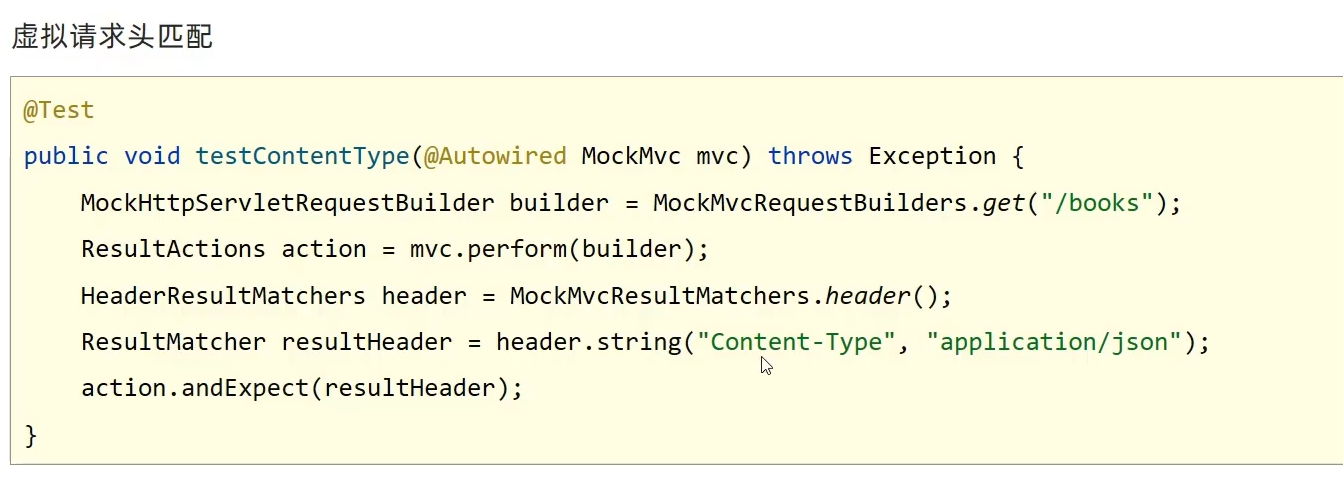 虚拟请求头匹配
@Test
public void testContentType(@Autowired MockMvc mvc) throws Exception {
    MockHttpServletRequestBuilder builder = MockMvcRequestBuilders.get("/books");
    ResultActions action = mvc.perform(builder);
    HeaderResultMatchers header = MockMvcResultMatchers.header();
    ResultMatcher resultHeader = header.string("Content-Type", "application/json");
    action.andExpect(resultHeader);
}